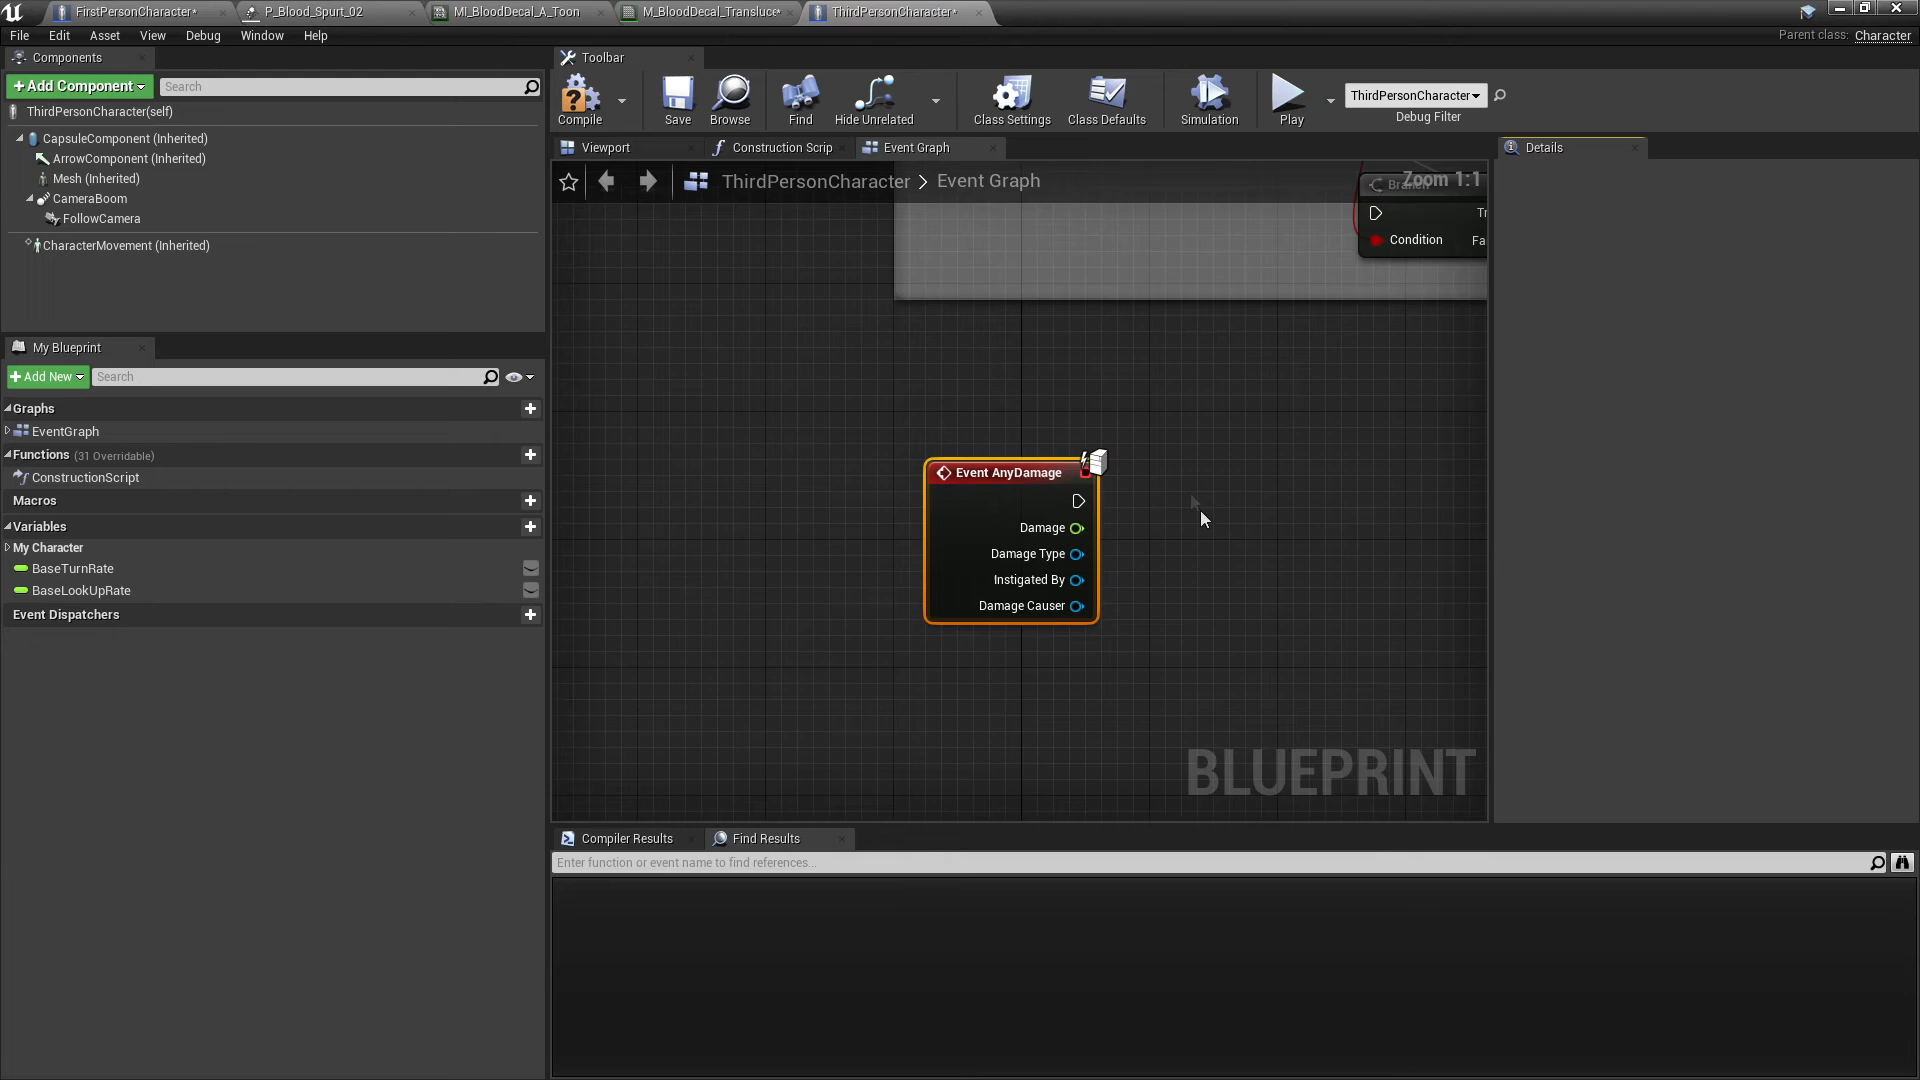 FirstPersonCharacter*
P_Blood_Spurt_02
MI_BloodDecal_A_Toon
M_BloodDecal_Transluce*
ThirdPersonCharacter*
File Edit Asset View Debug Window Help
Parent class: Character
Components
+Add Component
Search
ThirdPersonCharacter(self)
CapsuleComponent (Inherited)
ArrowComponent (Inherited)
Mesh (Inherited)
CameraBoom
FollowCamera
CharacterMovement (Inherited)
My Blueprint
+Add New
Search
Graphs
EventGraph
Functions (31 Overridable)
ConstructionScript
Macros
Variables
My Character
BaseTurnRate
BaseLookUpRate
Event Dispatchers
Toolbar
Compile
Save
Browse
Find
Hide Unrelated
Class Settings
Class Defaults
Simulation
Play
ThirdPersonCharacter
Debug Filter
Viewport
Construction Scrip
Event Graph
Details
ThirdPersonCharacter > Event Graph
Zoom 1:1
Branch
Tr
Condition
Fa
Event AnyDamage
Damage
Damage Type
Instigated By
Damage Causer
BLUEPRINT
Compiler Results
Find Results
Enter function or event name to find references...